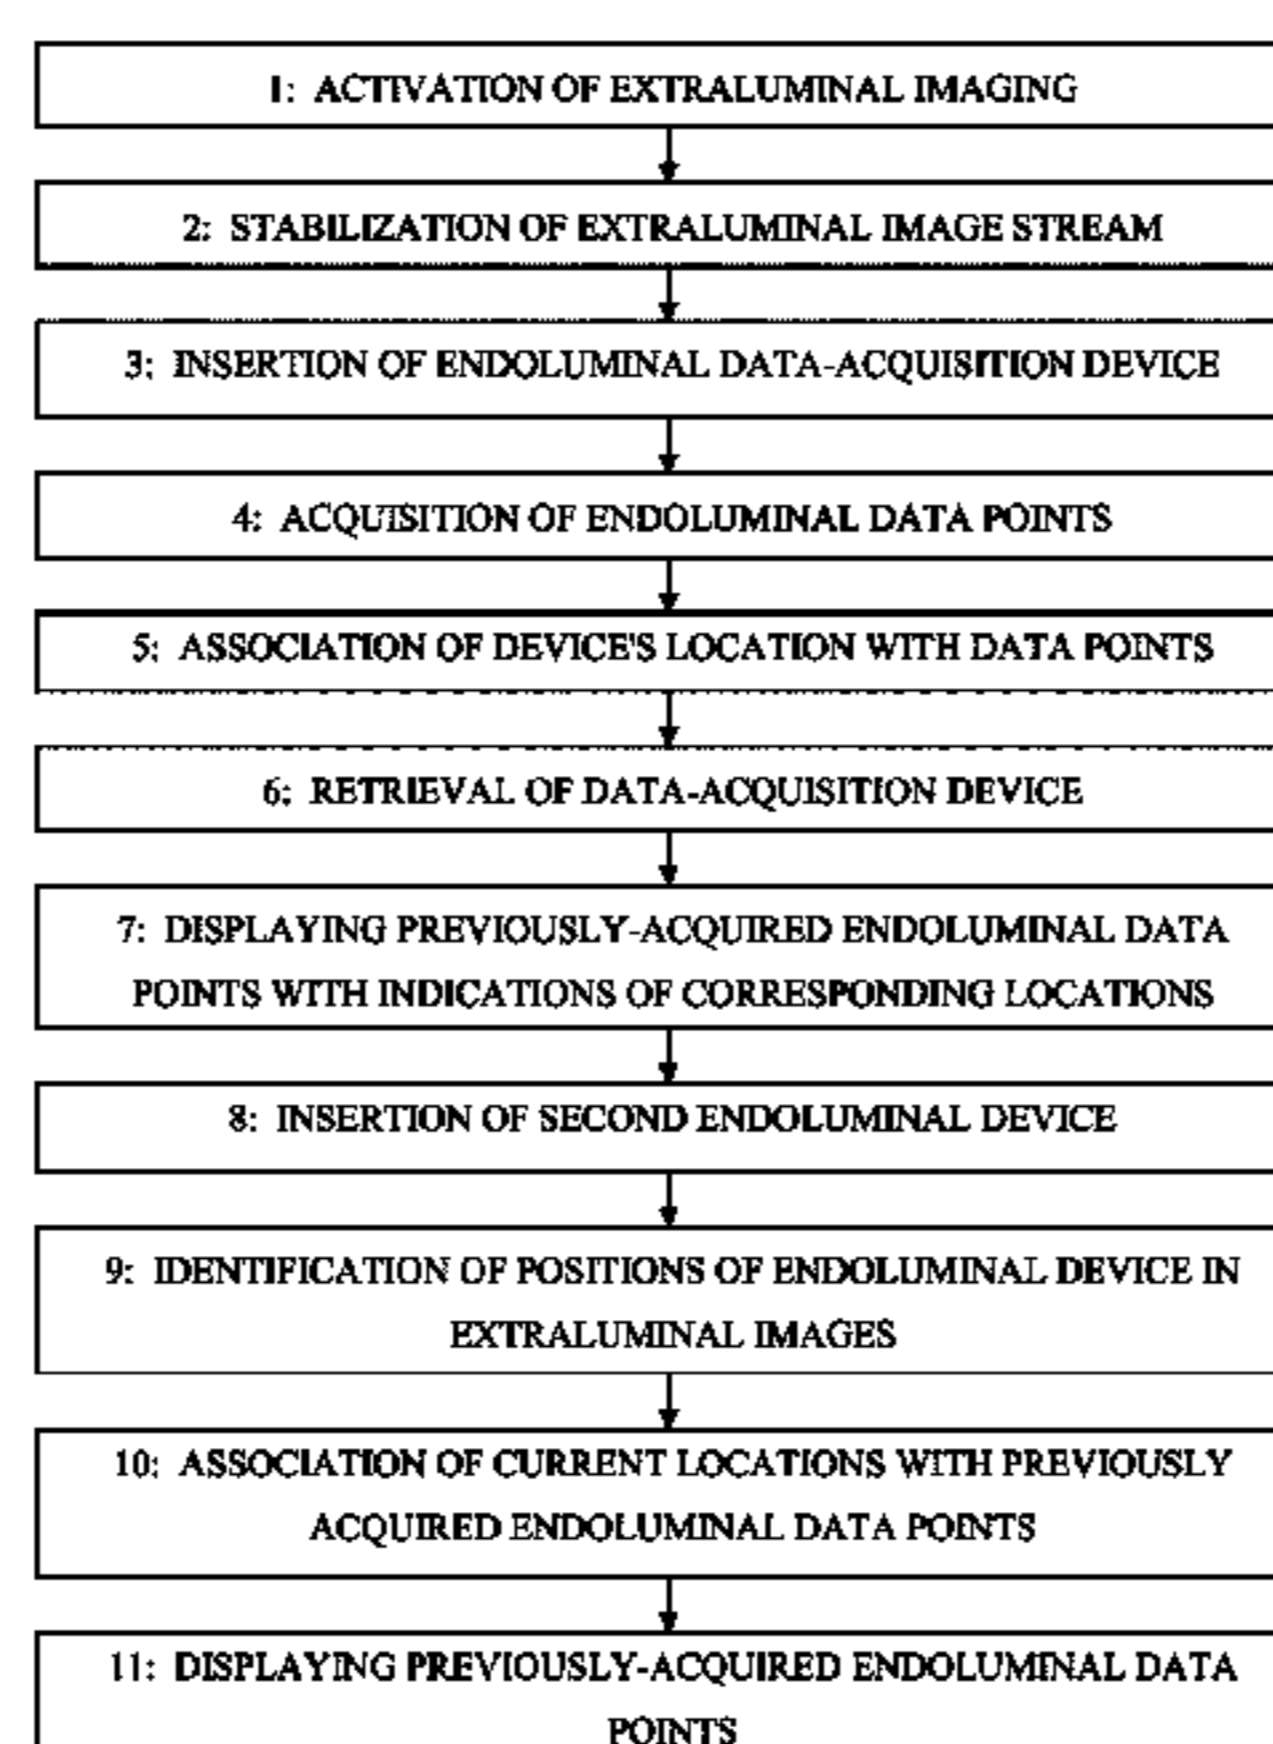 1: ACTIVATION OF EXTRALUMINAL IMAGING
2: STABILIZATION OF EXTRALUMINAL IMAGE STREAM
3: INSERTION OF ENDOLUMINAL DATA-ACQUISITION DEVICE
4: ACQUISITION OF ENDOLUMINAL DATA POINTS
5: ASSOCIATION OF DEVICE'S LOCATION WITH DATA POINTS
6: RETRIEVAL OF DATA-ACQUISITION DEVICE
7: DISPLAYING PREVIOUSLY-ACQUIRED ENDOLUMINAL DATA
POINTS WITH INDICATIONS OF CORRESPONDING LOCATIONS
8: INSERTION OF SECOND ENDOLUMINAL DEVICE
9: IDENTIFICATION OF POSITIONS OF ENDOLUMINAL DEVICE IN
EXTRALUMINAL IMAGES
10: ASSOCIATION OF CURRENT LOCATIONS WITH PREVIOUSLY
ACQUIRED ENDOLUMINAL DATA POINTS
11: DISPLAYING PREVIOUSLY-ACQUIRED ENDOLUMINAL DATA
POINTS